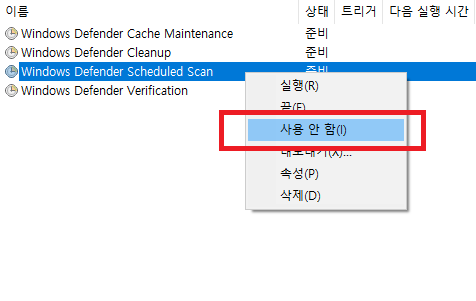 이름 상태 트리거 다음 실행 시간
Windows Defender Cache Maintenance 준비
Windows Defender Cleanup 준비
Windows Defender Scheduled Scan 준비
Windows Defender Verification
실행(R)
끝(E)
사용 안 함(I)
내보내기(X)...
속성(P)
삭제(D)